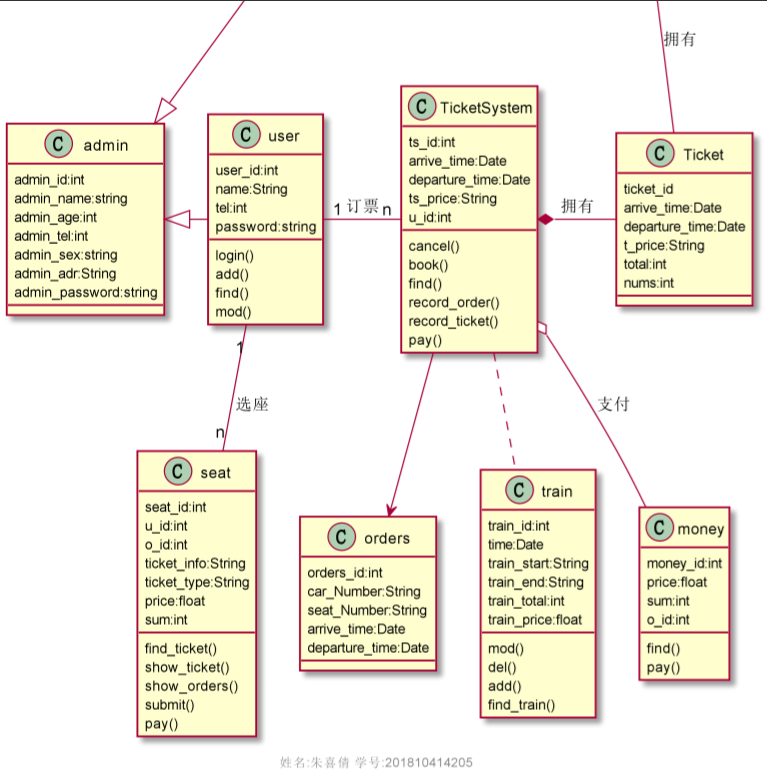 拥有
C admin
admin_id:int
admin_name:string
admin_age:int
admin_tel:int
admin_sex:string
admin_adr:String
admin_password:string
C user
user_id:int
name:String
tel:int
password:string
login()
add()
find()
mod()
1 订票 n
C TicketSystem
ts_id:int
arrive_time:Date
departure_time:Date
ts_price:String
u_id:int
cancel()
book()
find()
record_order()
record_ticket()
pay()
拥有
C Ticket
ticket_id
arrive_time:Date
departure_time:Date
t_price:String
total:int
nums:int
1
选座
n
支付
C seat
seat_id:int
u_id:int
o_id:int
ticket_info:String
ticket_type:String
price:float
sum:int
find_ticket()
show_ticket()
show_orders()
submit()
pay()
C orders
orders_id:int
car_Number:String
seat_Number:String
arrive_time:Date
departure_time:Date
C train
train_id:int
time:Date
train_start:String
train_end:String
train_total:int
train_price:float
mod()
del()
add()
find_train()
C money
money_id:int
price:float
sum:int
o_id:int
find()
pay()
姓名:朱喜倩 学号:201810414205